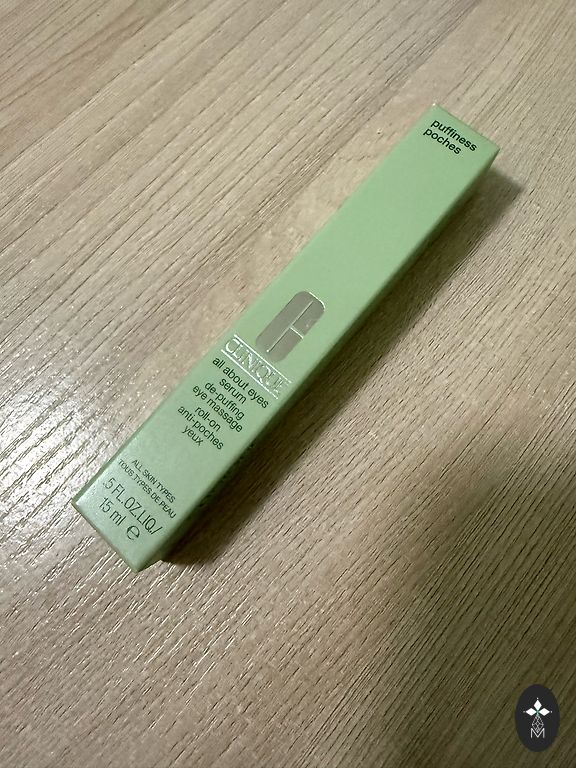 puffiness
poches
CLINIQUE
all about eyes
serum
de-puffing
eye massage
roll-on
anti-poches
yeux
ALL SKIN TYPES
TOUS TYPES DE PEAU
.5 FL.OZ.LIQ./
15 ml ℮
M